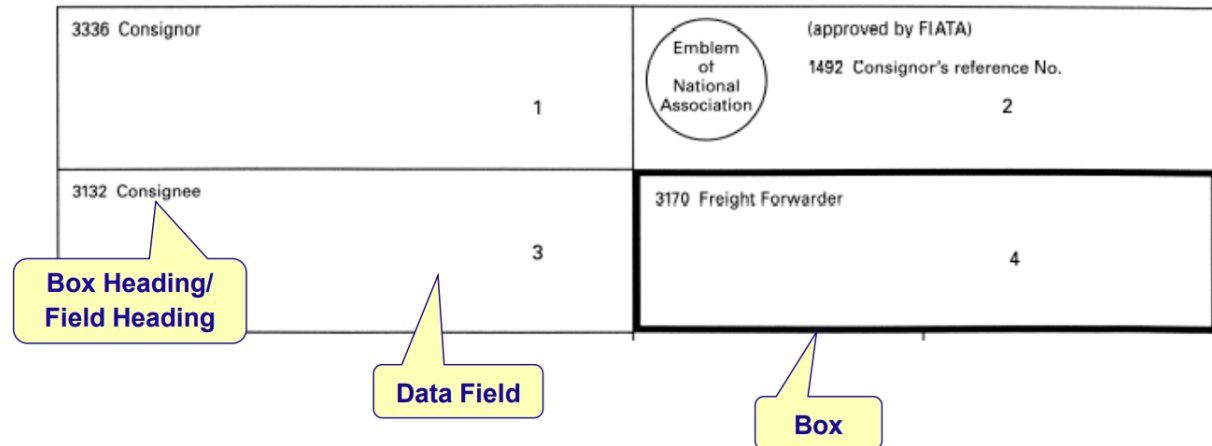 3336 Consignor
1
Emblem
of
National
Association
(approved by FIATA)
1492 Consignor's reference No.
2
3132 Consignee
3
3170 Freight Forwarder
4
Box Heading/
Field Heading
Data Field
Box